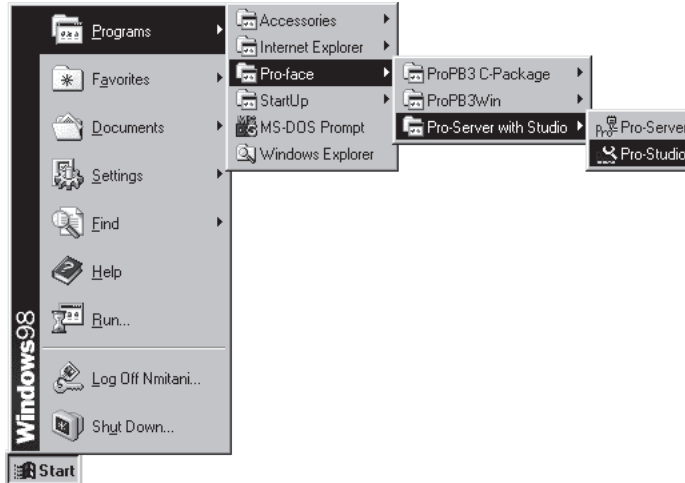 Programs
Favorites
Documents
Settings
Find
Help
Run...
Log Off Nmitani...
Shut Down...
Windows98
Start
Accessories
Internet Explorer
Pro-face
StartUp
MS-DOS Prompt
Windows Explorer
ProPB3 C-Package
ProPB3Win
Pro-Server with Studio
Pro-Server
Pro-Studio